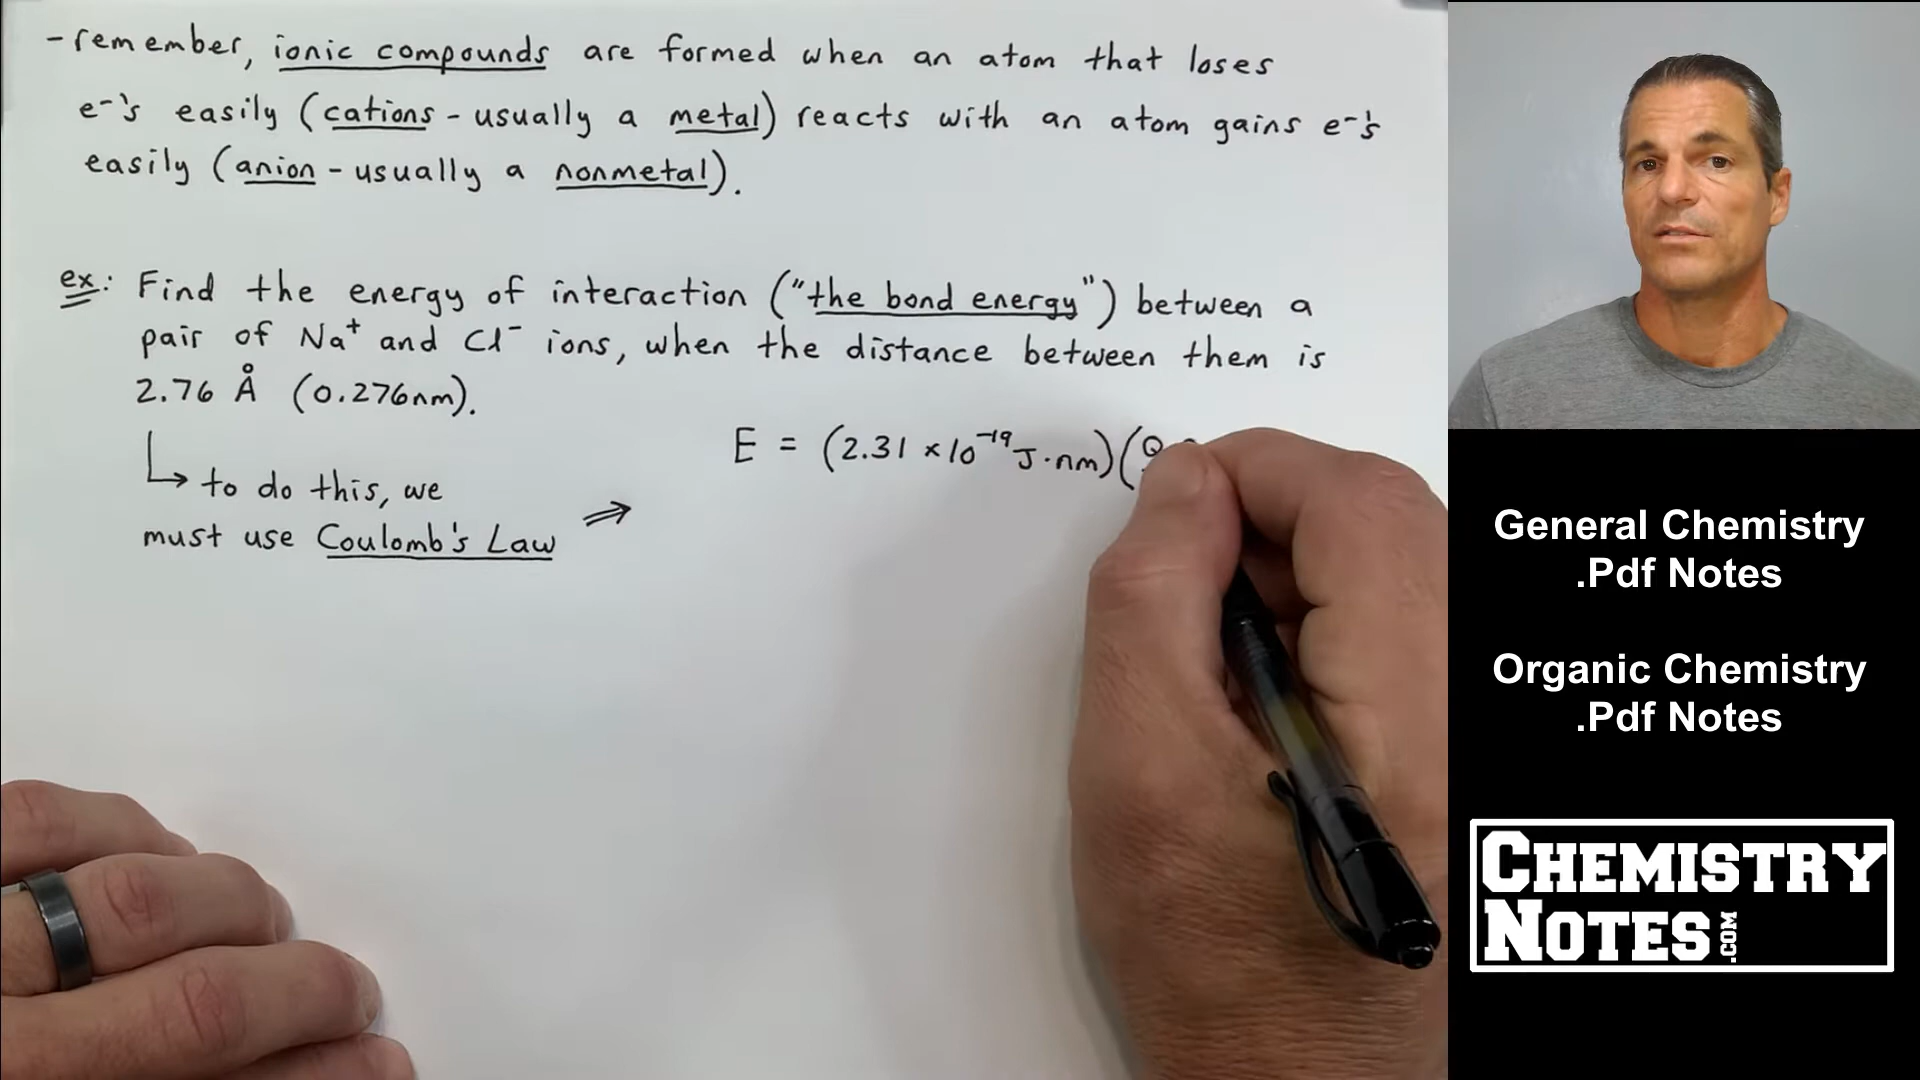 - remember, ionic compounds are formed when an atom that loses
e⁻'s easily (cations - usually a metal) reacts with an atom gains e⁻'s
easily (anion - usually a nonmetal).
ex: Find the energy of interaction ("the bond energy") between a
pair of Na⁺ and Cl⁻ ions, when the distance between them is
2.76 Å (0.276nm).
E = (2.31 × 10⁻¹⁹ J·nm)(Q
↳ to do this, we
must use Coulomb's Law ⇒
General Chemistry
.Pdf Notes
Organic Chemistry
.Pdf Notes
CHEMISTRY
NOTES.COM